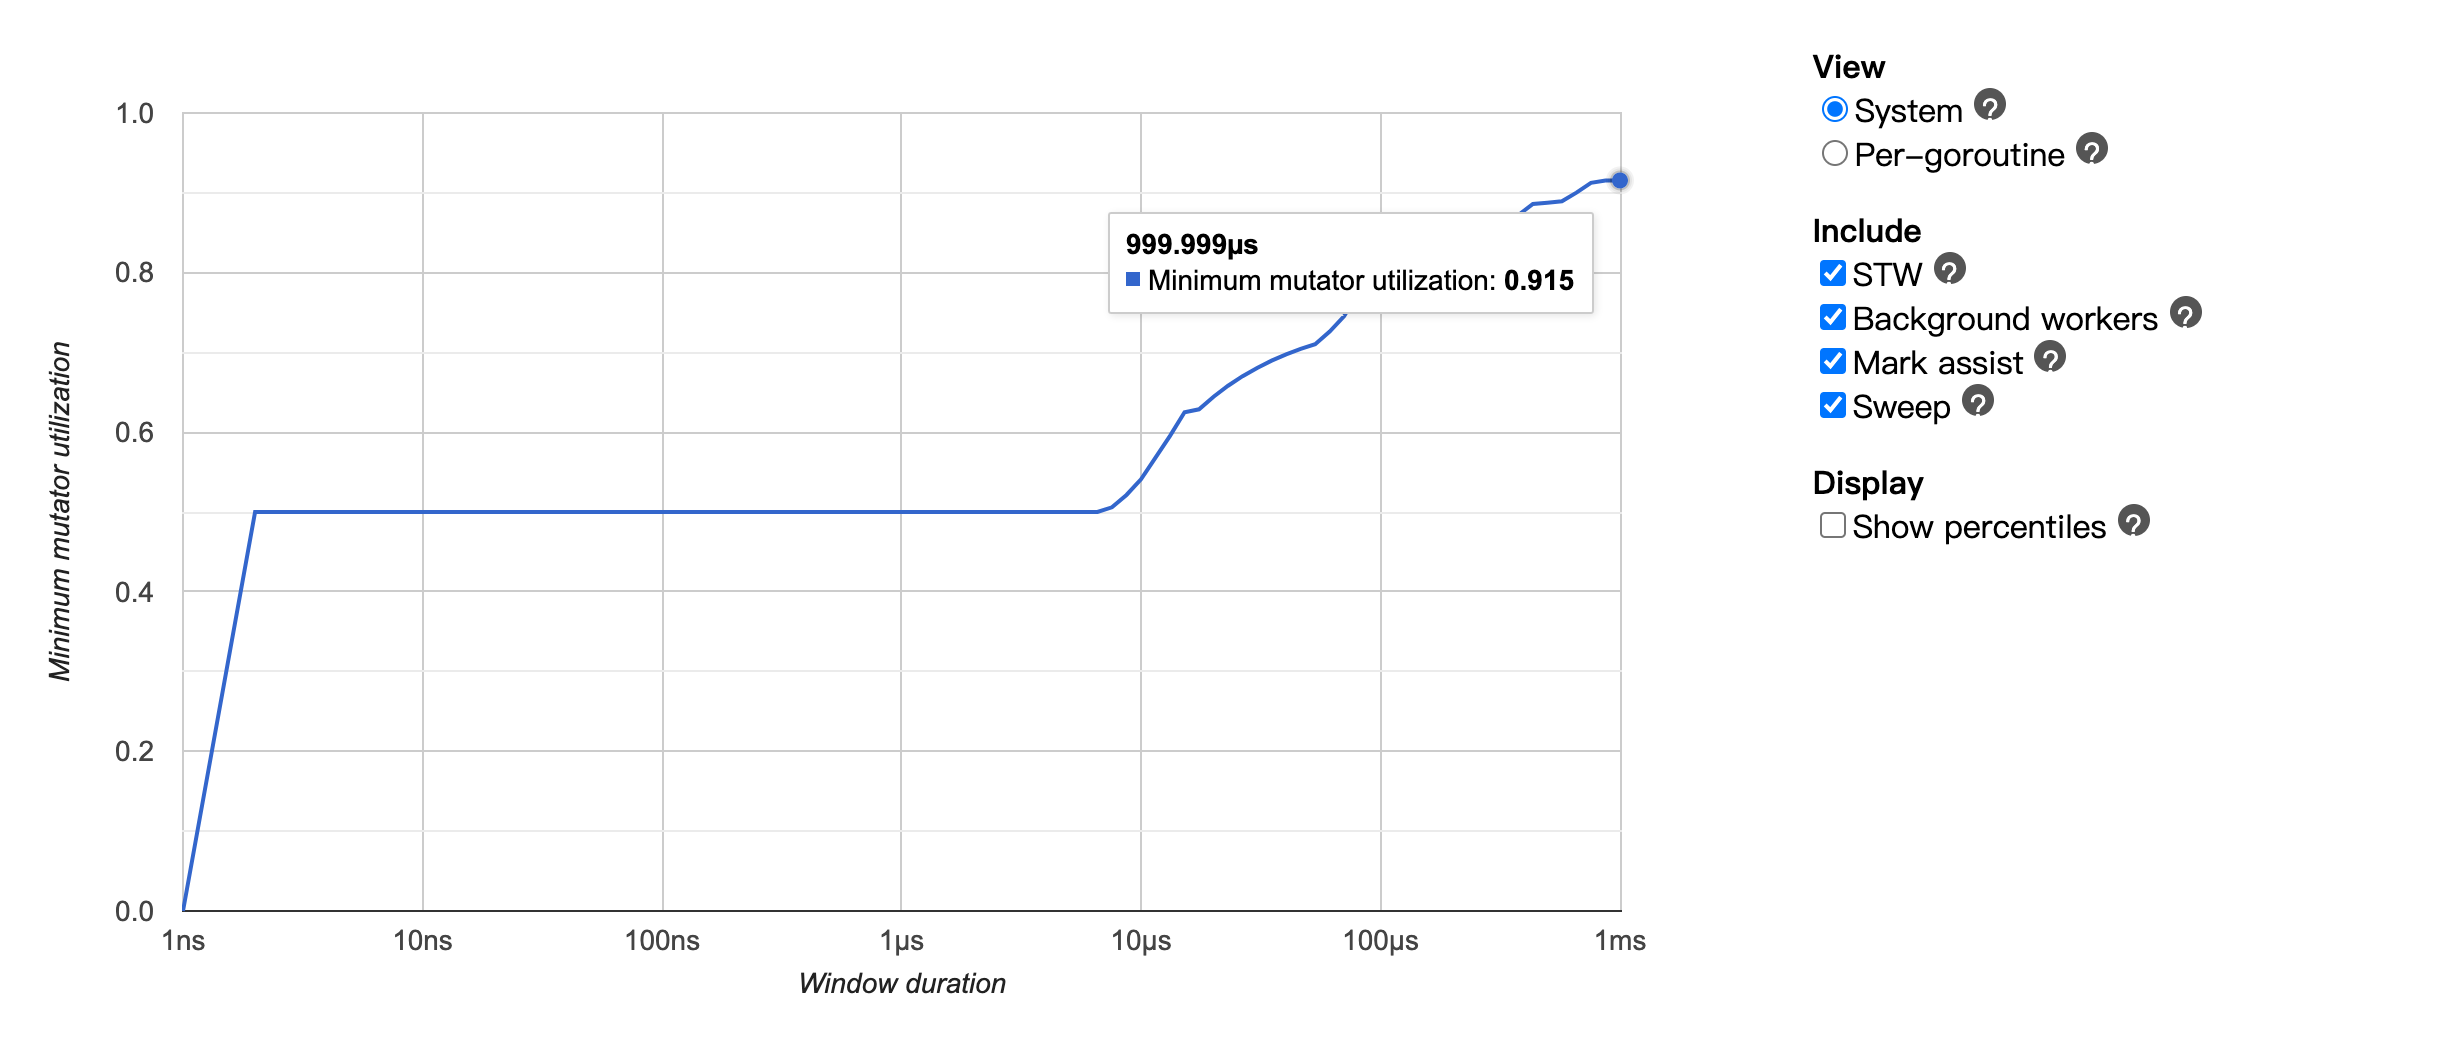 View
System ?
Per-goroutine ?
Include
STW ?
Background workers ?
Mark assist ?
Sweep ?
Display
Show percentiles ?
Minimum mutator utilization
1.0
0.8
0.6
0.4
0.2
0.0
999.999µs
Minimum mutator utilization: 0.915
1ns 10ns 100ns 1µs 10µs 100µs 1ms
Window duration